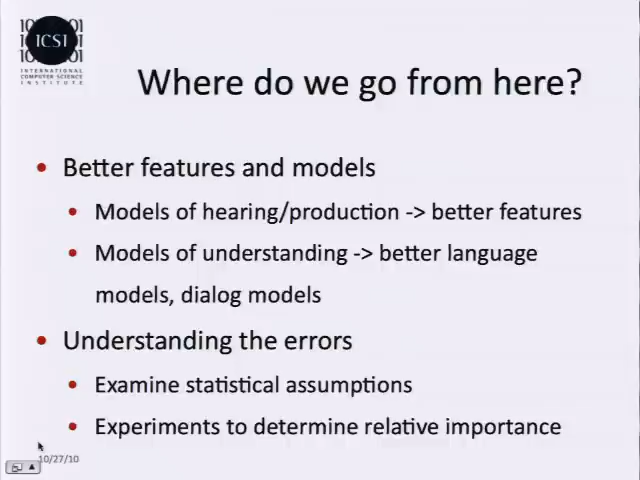 ICSI
INTERNATIONAL
COMPUTER SCIENCE
INSTITUTE
Where do we go from here?
• Better features and models
• Models of hearing/production -> better features
• Models of understanding -> better language
models, dialog models
• Understanding the errors
• Examine statistical assumptions
• Experiments to determine relative importance
10/27/10